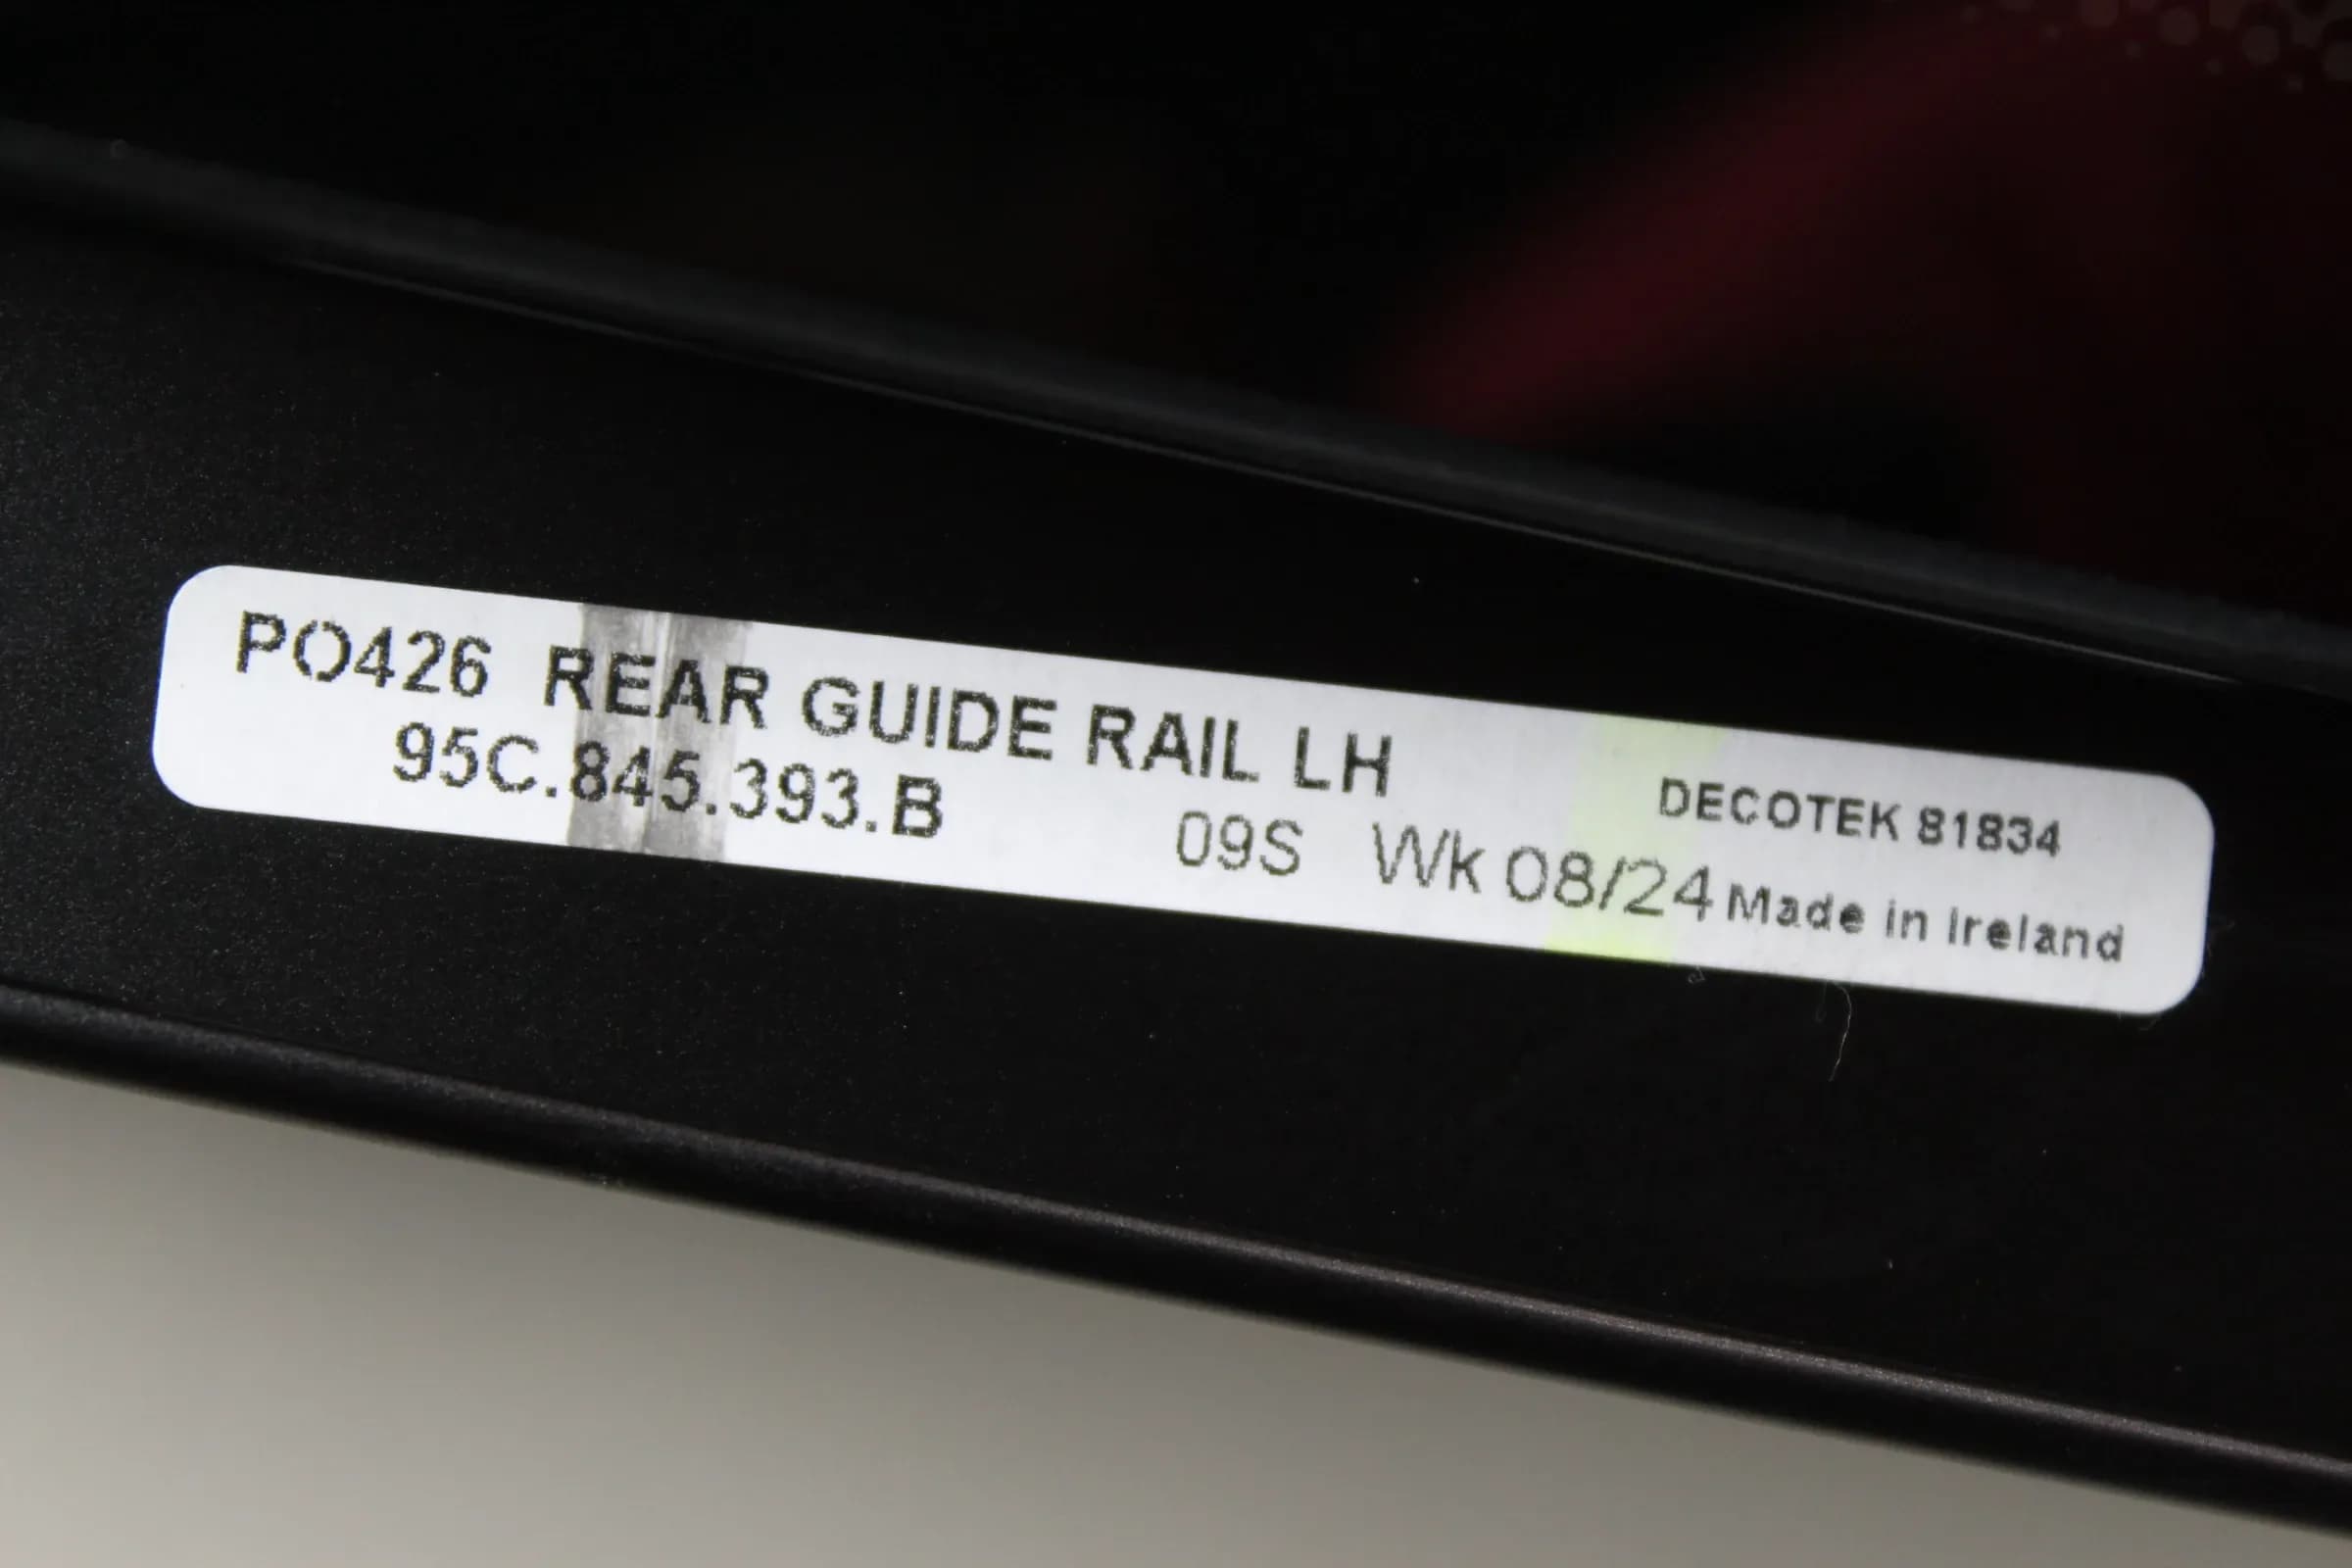 PO426 REAR GUIDE RAIL LH
95C.845.393.B
DECOTEK 81834
09S Wk 08/24 Made in Ireland